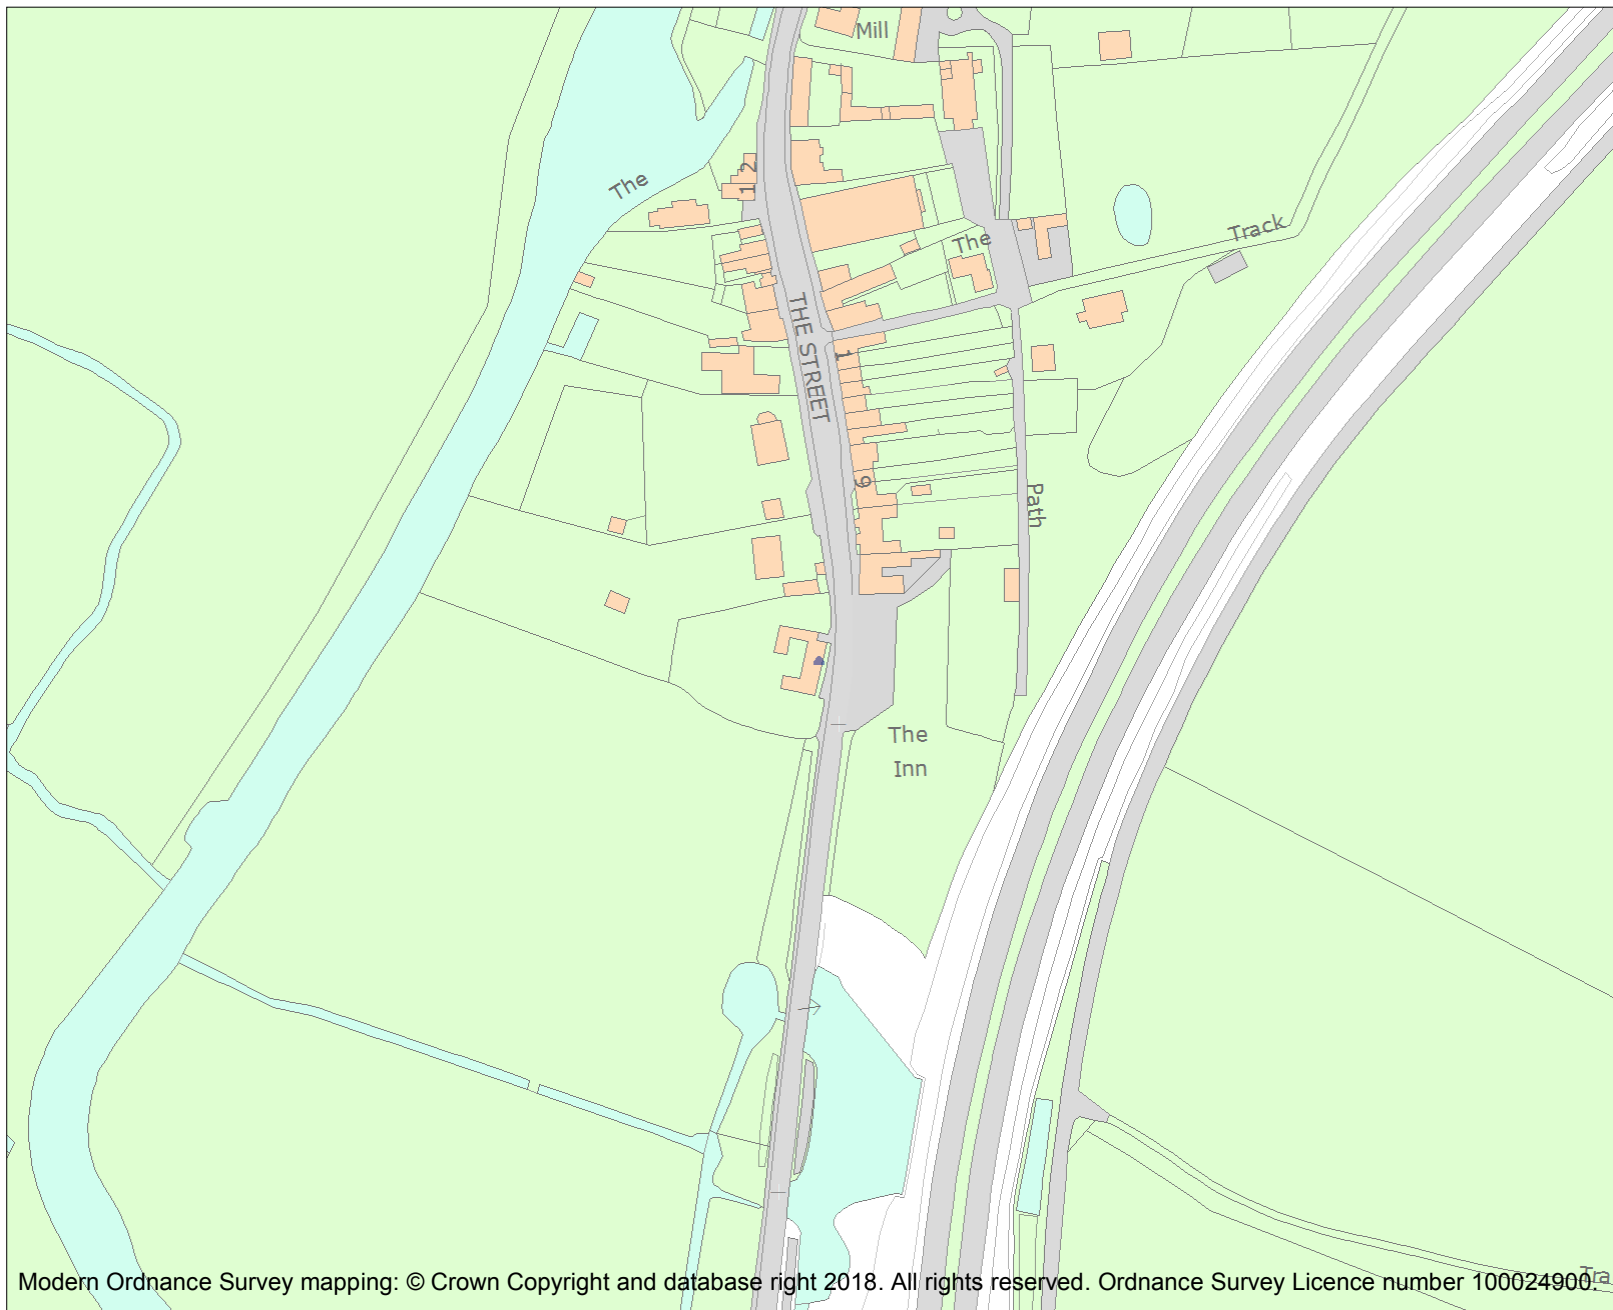 Mill
The
1 2
The
Track
THE STREET
1
9
Path
The
Inn
Tra
Modern Ordnance Survey mapping: © Crown Copyright and database right 2018. All rights reserved. Ordnance Survey Licence number 100024900.